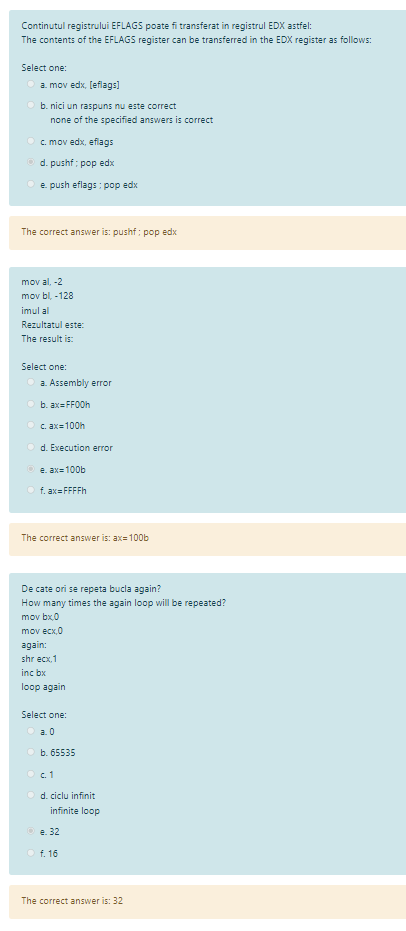 Continutul registrului EFLAGS poate fi transferat in registrul EDX astfel:
The contents of the EFLAGS register can be transferred in the EDX register as follows:
Select one:
a. mov edx, [eflags]
b. nici un raspuns nu este correct
none of the specified answers is correct
c. mov edx, eflags
d. pushf ; pop edx
e. push eflags ; pop edx
The correct answer is: pushf ; pop edx
mov al, -2
mov bl, -128
imul al
Rezultatul este:
The result is:
Select one:
a. Assembly error
b. ax=FF00h
c. ax=100h
d. Execution error
e. ax=100b
f. ax=FFFFh
The correct answer is: ax=100b
De cate ori se repeta bucla again?
How many times the again loop will be repeated?
mov bx,0
mov ecx,0
again:
shr ecx,1
inc bx
loop again
Select one:
a. 0
b. 65535
c. 1
d. ciclu infinit
infinite loop
e. 32
f. 16
The correct answer is: 32